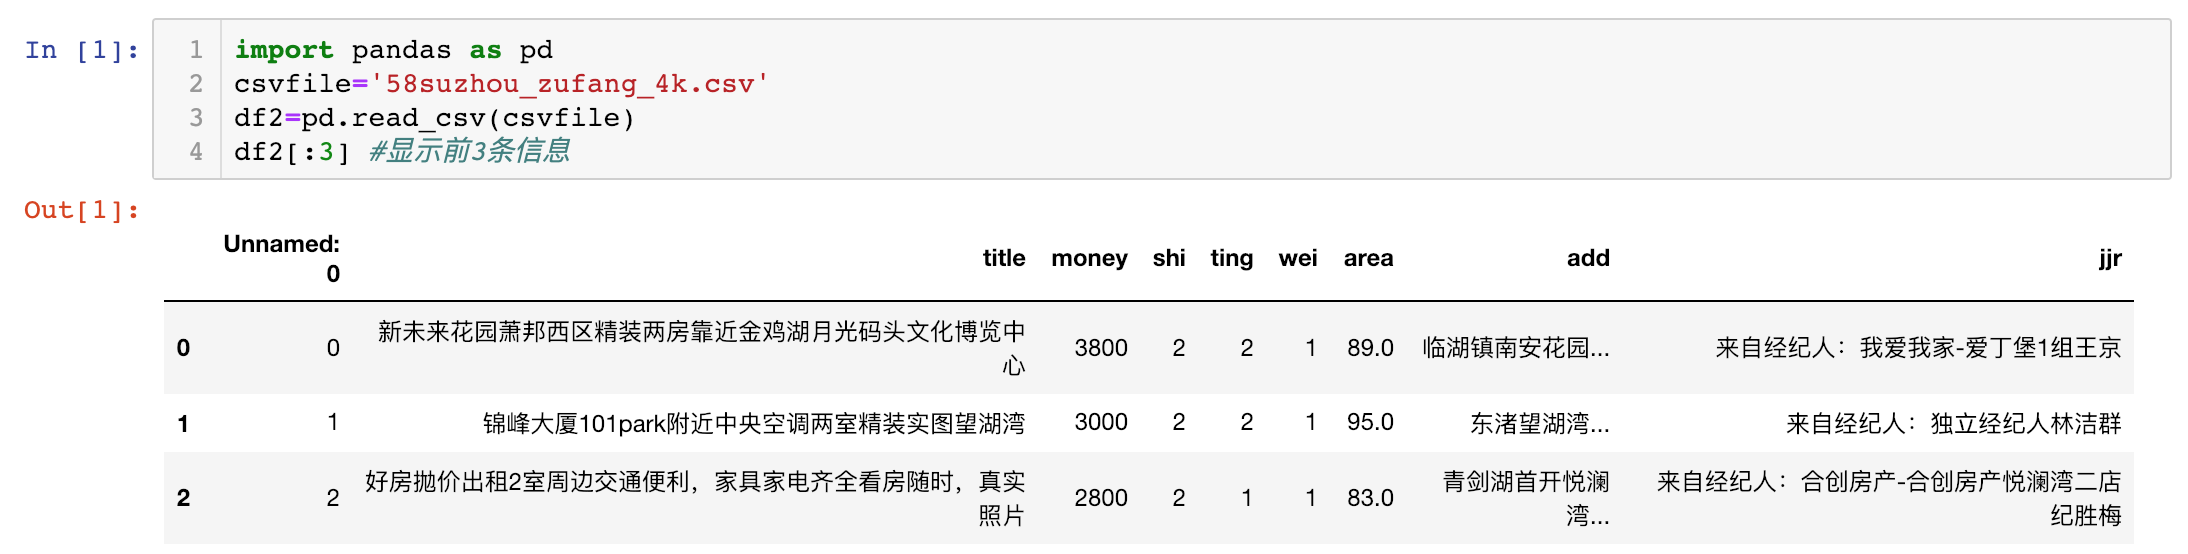 In [1]:
1 import pandas as pd
2 csvfile='58suzhou_zufang_4k.csv'
3 df2=pd.read_csv(csvfile)
4 df2[:3] #显示前3条信息
Out[1]:
Unnamed:
0 title money shi ting wei area add jjr
0 0 新未来花园萧邦西区精装两房靠近金鸡湖月光码头文化博览中
心 3800 2 2 1 89.0 临湖镇南安花园... 来自经纪人：我爱我家-爱丁堡1组王京
1 1 锦峰大厦101park附近中央空调两室精装实图望湖湾 3000 2 2 1 95.0 东渚望湖湾... 来自经纪人：独立经纪人林洁群
2 2 好房抛价出租2室周边交通便利，家具家电齐全看房随时，真实
照片 2800 2 1 1 83.0 青剑湖首开悦澜
湾... 来自经纪人：合创房产-合创房产悦澜湾二店
纪胜梅